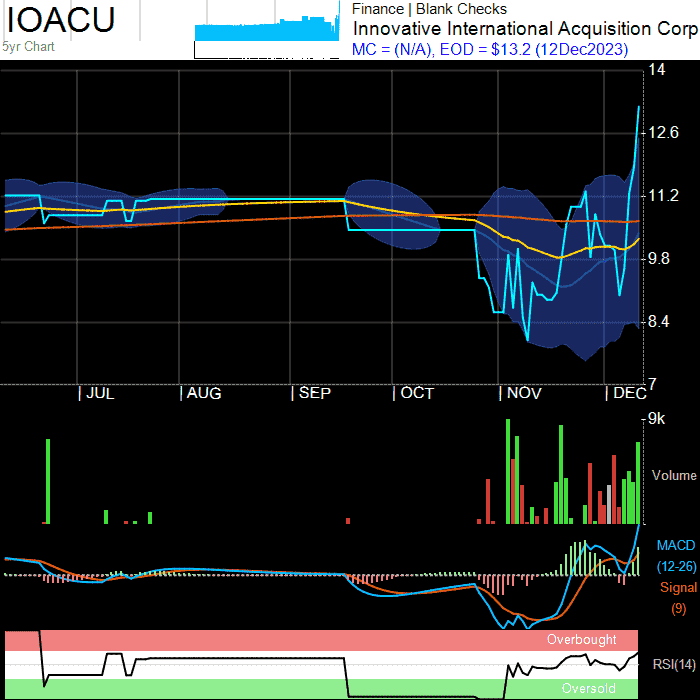 IOACU
5yr Chart
Finance | Blank Checks
Innovative International Acquisition Corp
MC = (N/A), EOD = $13.2 (12Dec2023)
14
12.6
11.2
9.8
8.4
7
JUL
AUG
SEP
OCT
NOV
DEC
9k
Volume
MACD
(12-26)
Signal
(9)
Overbought
RSI(14)
Oversold